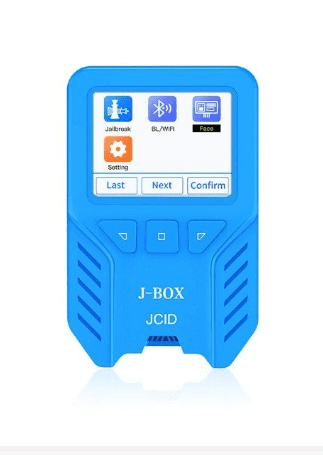 Jailbreak BL/WIFI Face
Setting
Last Next Confirm
J-BOX
JCID